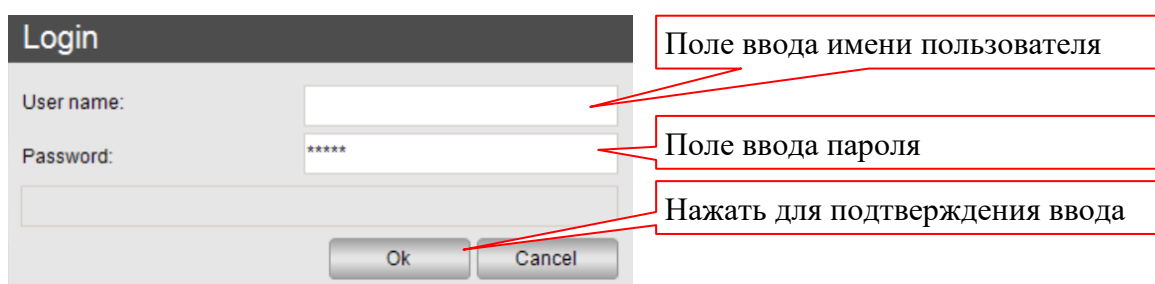 Login
Поле ввода имени пользователя
User name:
Password:
*****
Поле ввода пароля
Нажать для подтверждения ввода
Ok
Cancel